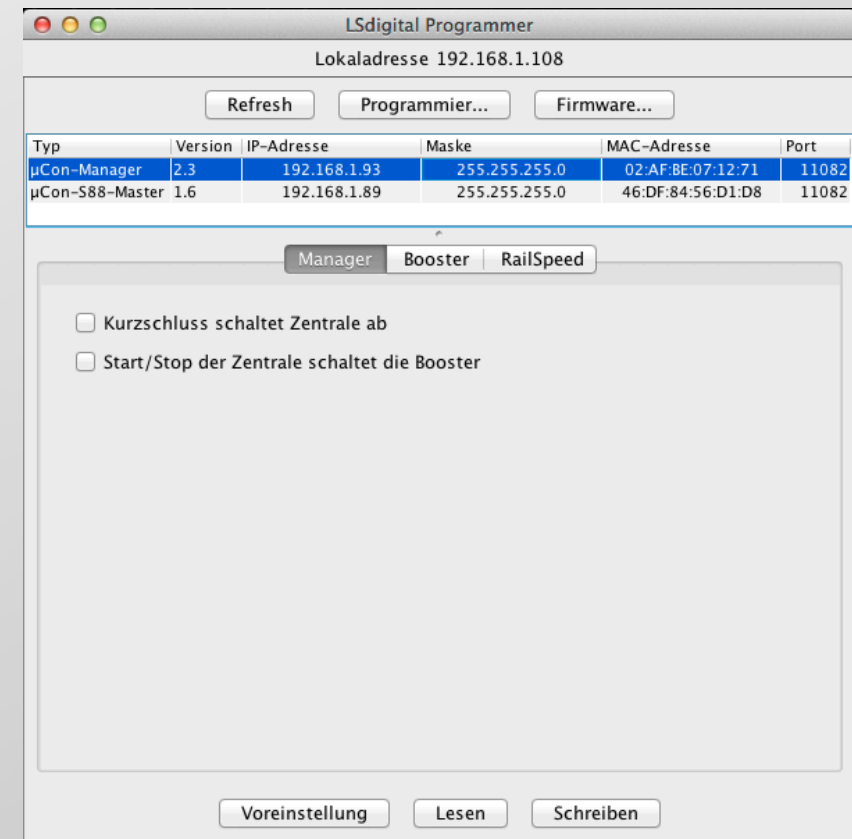 LSdigital Programmer
Lokaladresse 192.168.1.108
Refresh Programmier... Firmware...
Typ Version IP-Adresse Maske MAC-Adresse Port
µCon-Manager 2.3 192.168.1.93 255.255.255.0 02:AF:BE:07:12:71 11082
µCon-S88-Master 1.6 192.168.1.89 255.255.255.0 46:DF:84:56:D1:D8 11082
Manager Booster RailSpeed
Kurzschluss schaltet Zentrale ab
Start/Stop der Zentrale schaltet die Booster
Voreinstellung Lesen Schreiben